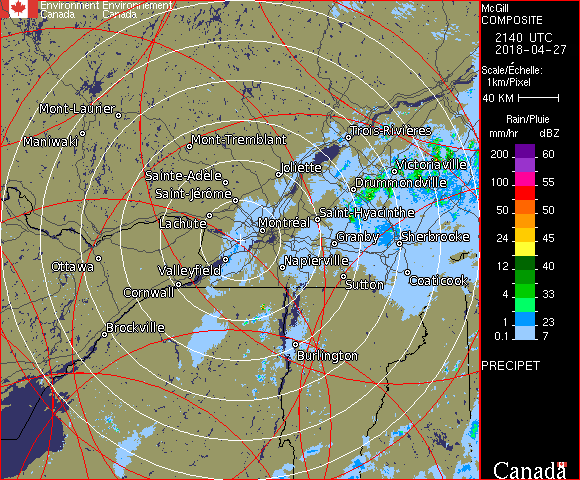 Environment Environnement
Canada Canada
McGill
COMPOSITE
2140 UTC
2018-04-27
Scale/Échelle:
1km/Pixel
40 KM
Rain/Pluie
mm/hr dBZ
200 60
150 55
100 55
50 50
24 45
12 40
4 33
1 23
0.1 7
PRECIPET
Canada
Mont-Laurier
Maniwaki
Mont-Tremblant
Trois-Rivières
Joliette
Victoriaville
Sainte-Adèle
Drummondville
Saint-Jérôme
Lachute
Montréal
Saint-Hyacinthe
Granby
Sherbrooke
Ottawa
Valleyfield
Napierville
Cornwall
Sutton
Coaticook
Brockville
Burlington